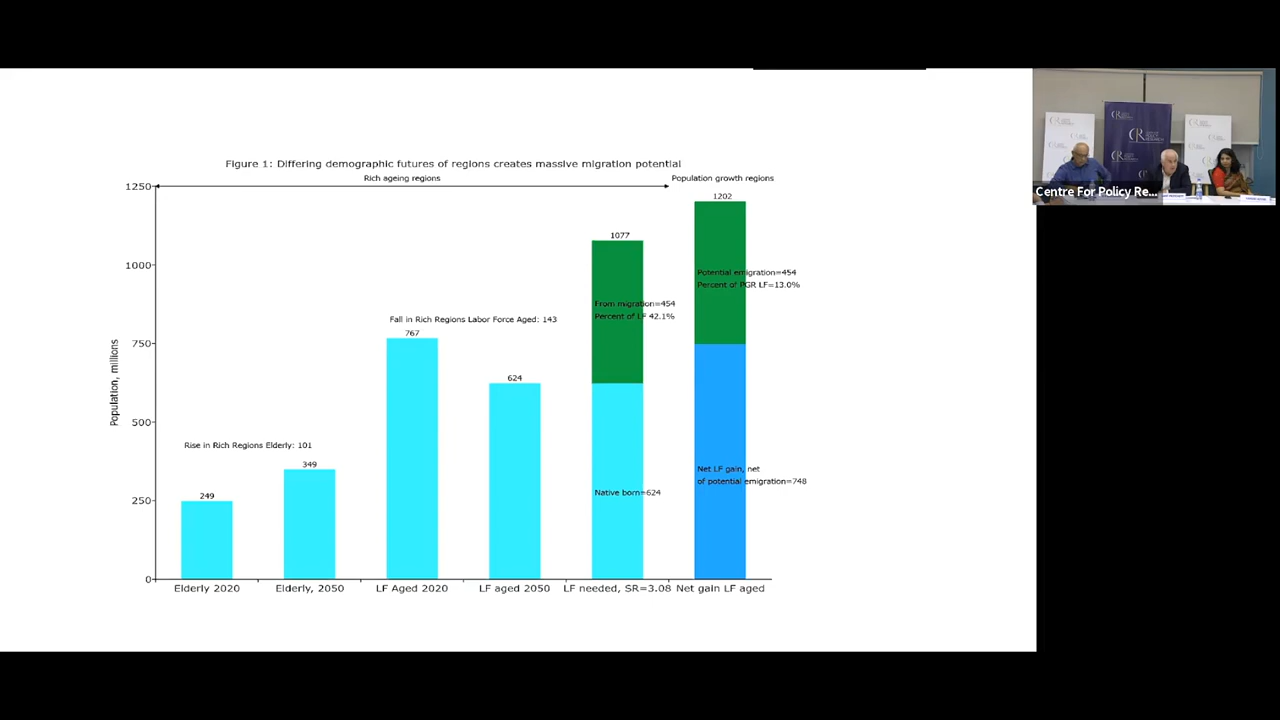 Figure 1: Differing demographic futures of regions creates massive migration potential
Rich ageing regions
Population growth regions
1250
1000
750
500
250
0
Population, millions
Rise in Rich Regions Elderly: 101
249
349
Fall in Rich Regions Labor Force Aged: 143
767
624
1077
From migration=454
Percent of LF 42.1%
Native born=624
1202
Potential emigration=454
Percent of PGR LF=13.0%
Net LF gain, net
of potential emigration=748
Elderly 2020
Elderly, 2050
LF Aged 2020
LF aged 2050
LF needed, SR=3.08
Net gain LF aged
Centre For Policy Re...